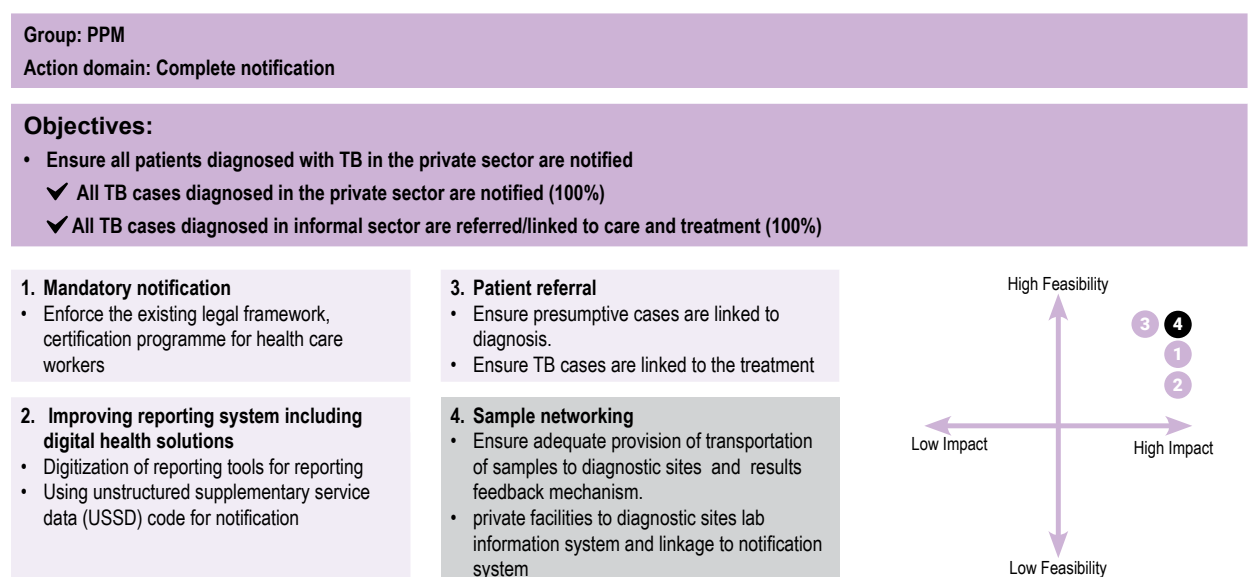 Group: PPM
Action domain: Complete notification
Objectives:
• Ensure all patients diagnosed with TB in the private sector are notified
✓ All TB cases diagnosed in the private sector are notified (100%)
✓ All TB cases diagnosed in informal sector are referred/linked to care and treatment (100%)
1. Mandatory notification
• Enforce the existing legal framework,
certification programme for health care
workers
2. Improving reporting system including
digital health solutions
• Digitization of reporting tools for reporting
• Using unstructured supplementary service
data (USSD) code for notification
3. Patient referral
• Ensure presumptive cases are linked to
diagnosis.
• Ensure TB cases are linked to the treatment
4. Sample networking
• Ensure adequate provision of transportation
of samples to diagnostic sites and results
feedback mechanism.
• private facilities to diagnostic sites lab
information system and linkage to notification
system
High Feasibility
3 4
1
2
Low Impact
High Impact
Low Feasibility